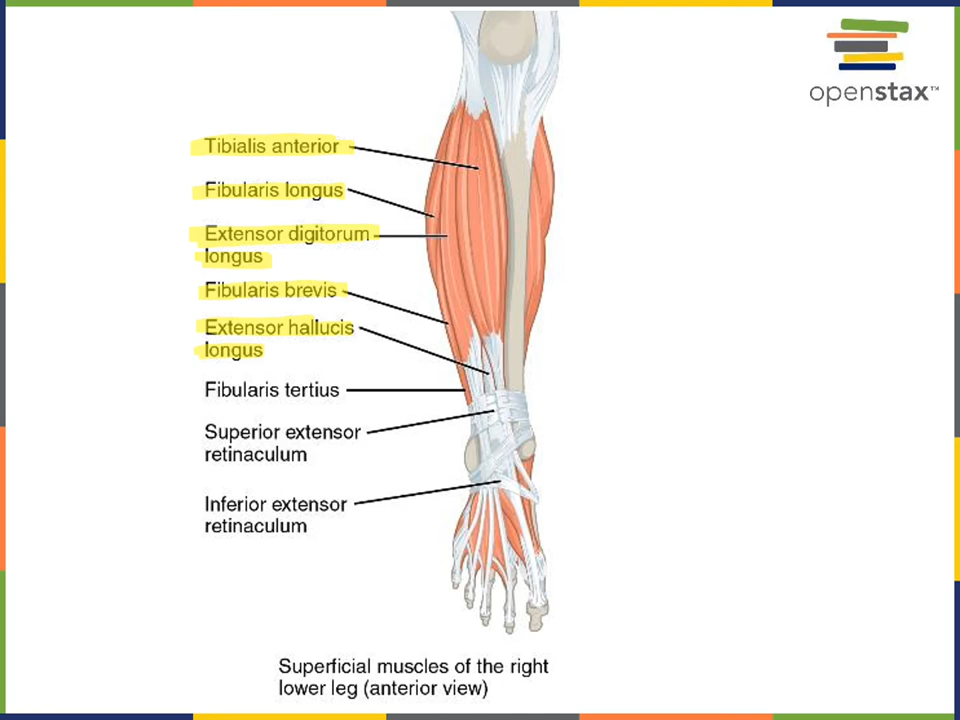 openstax™
Tibialis anterior
Fibularis longus
Extensor digitorum
longus
Fibularis brevis
Extensor hallucis
longus
Fibularis tertius
Superior extensor
retinaculum
Inferior extensor
retinaculum
Superficial muscles of the right
lower leg (anterior view)